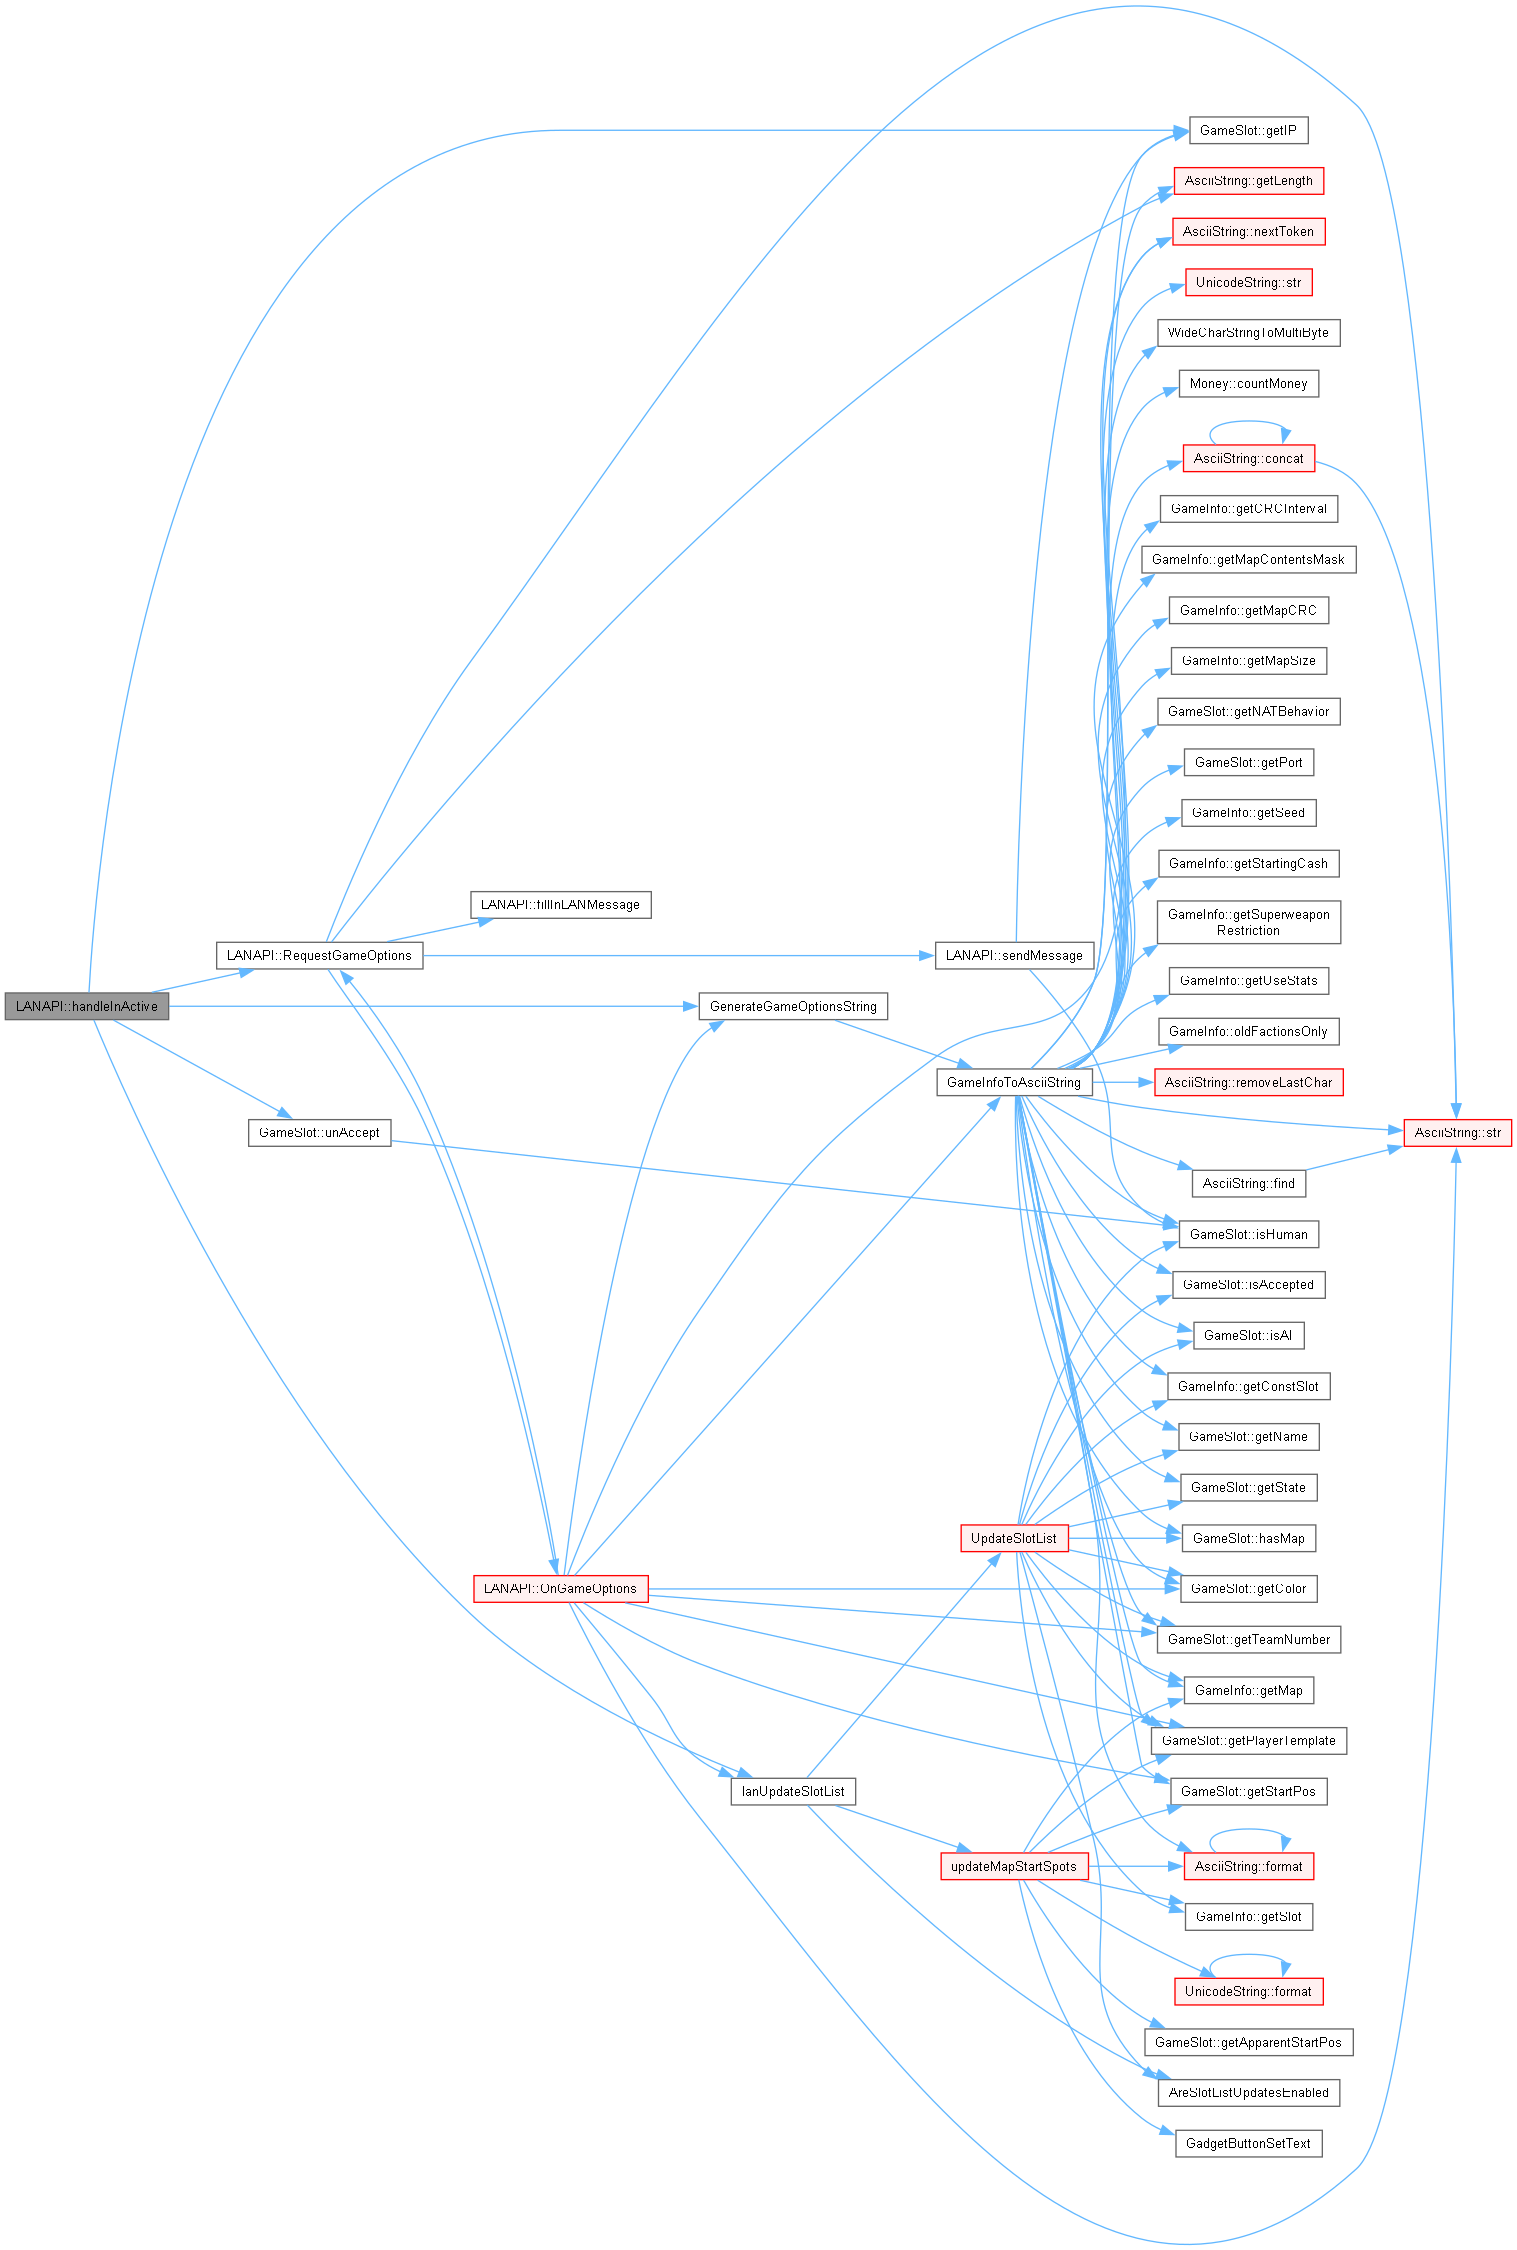 GameSlot::getIP
AsciiString::getLength
AsciiString::nextToken
UnicodeString::str
WideCharStringToMultiByte
Money::countMoney
AsciiString::concat
GameInfo::getCRCInterval
GameInfo::getMapContentsMask
GameInfo::getMapCRC
GameInfo::getMapSize
GameSlot::getNATBehavior
GameSlot::getPort
GameInfo::getSeed
GameInfo::getStartingCash
LANAPI::fillInLANMessage
GameInfo::getSuperweapon
Restriction
LANAPI::RequestGameOptions
LANAPI::sendMessage
GameInfo::getUseStats
LANAPI::handleInActive
GenerateGameOptionsString
GameInfo::oldFactionsOnly
GameInfoToAsciiString
AsciiString::removeLastChar
GameSlot::unAccept
AsciiString::str
AsciiString::find
GameSlot::isHuman
GameSlot::isAccepted
GameSlot::isAI
GameInfo::getConstSlot
GameSlot::getName
GameSlot::getState
UpdateSlotList
GameSlot::hasMap
LANAPI::OnGameOptions
GameSlot::getColor
GameSlot::getTeamNumber
GameInfo::getMap
GameSlot::getPlayerTemplate
lanUpdateSlotList
GameSlot::getStartPos
updateMapStartSpots
AsciiString::format
GameInfo::getSlot
UnicodeString::format
GameSlot::getApparentStartPos
AreSlotListUpdatesEnabled
GadgetButtonSetText